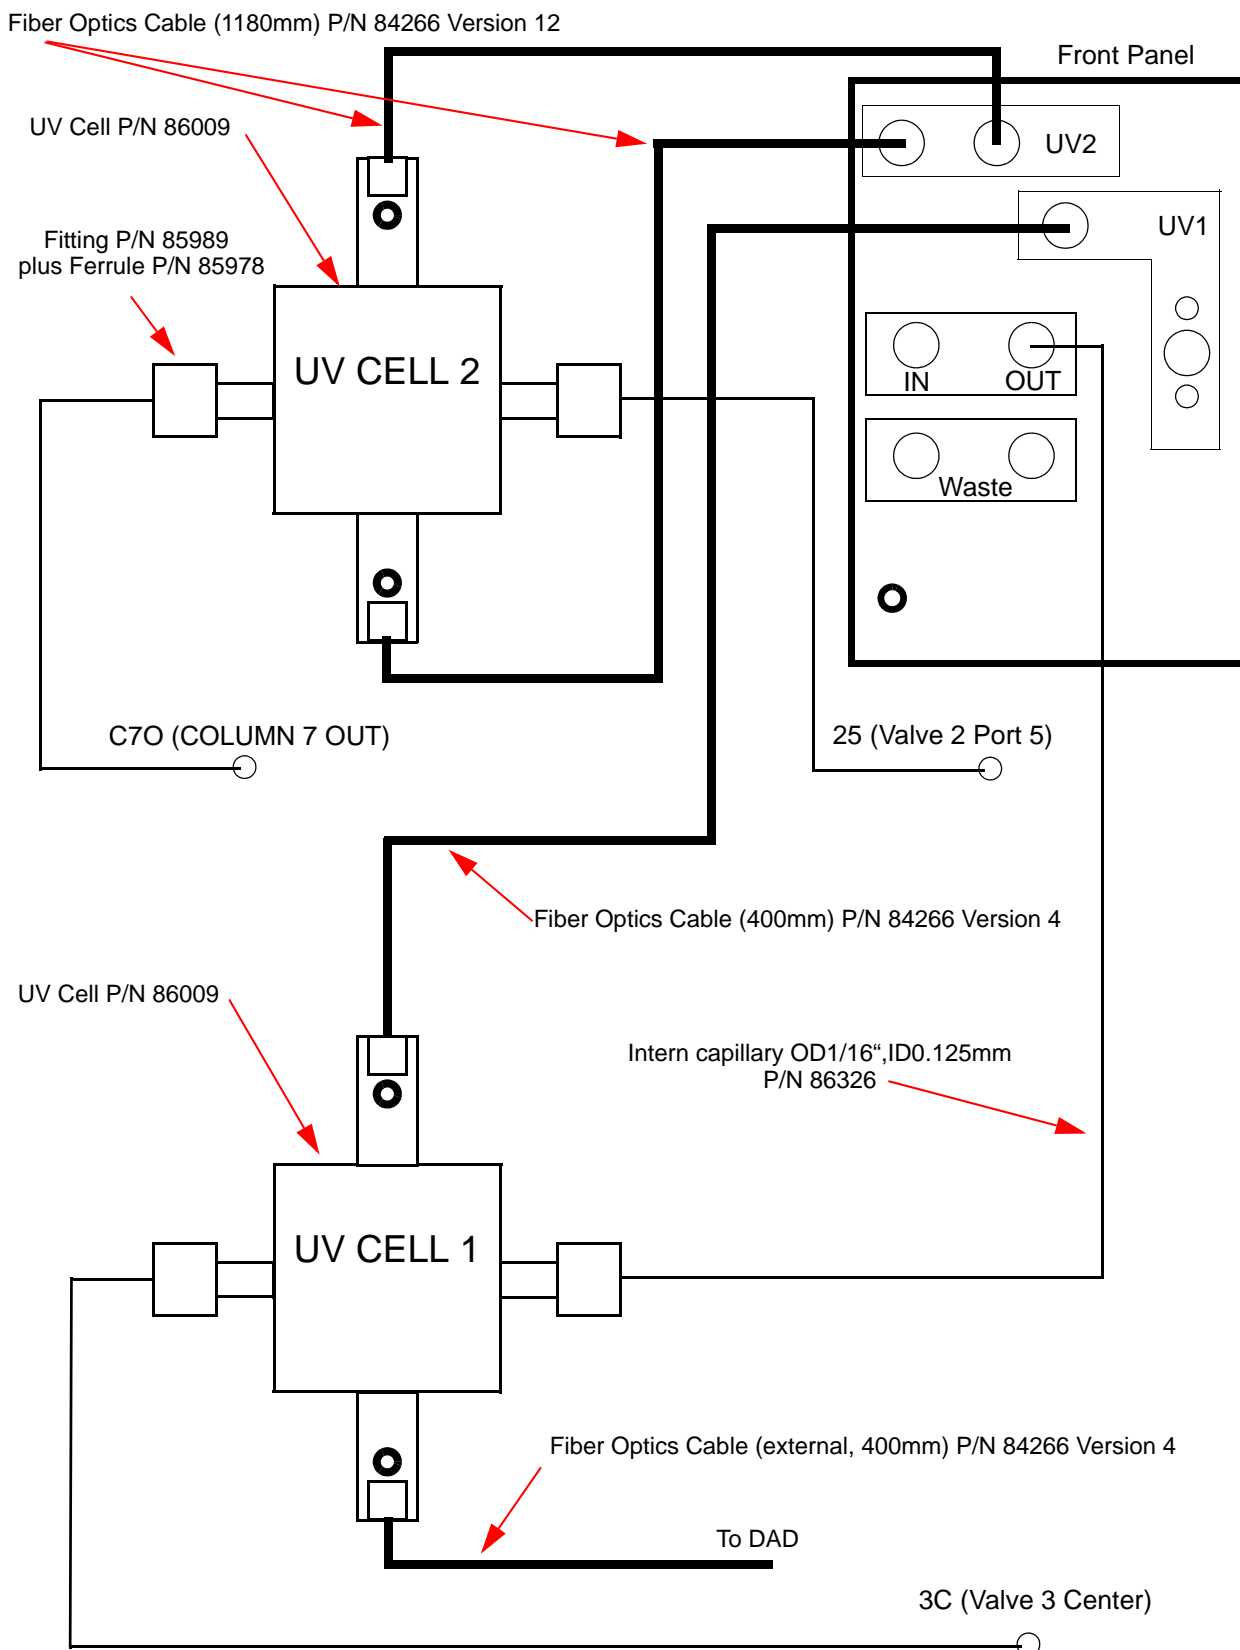 Fiber Optics Cable (1180mm) P/N 84266 Version 12
Front Panel
UV Cell P/N 86009
UV2
Fitting P/N 85989
plus Ferrule P/N 85978
UV1
UV CELL 2
IN
OUT
Waste
C7O (COLUMN 7 OUT)
25 (Valve 2 Port 5)
Fiber Optics Cable (400mm) P/N 84266 Version 4
UV Cell P/N 86009
Intern capillary OD1/16“,ID0.125mm
P/N 86326
UV CELL 1
Fiber Optics Cable (external, 400mm) P/N 84266 Version 4
To DAD
3C (Valve 3 Center)